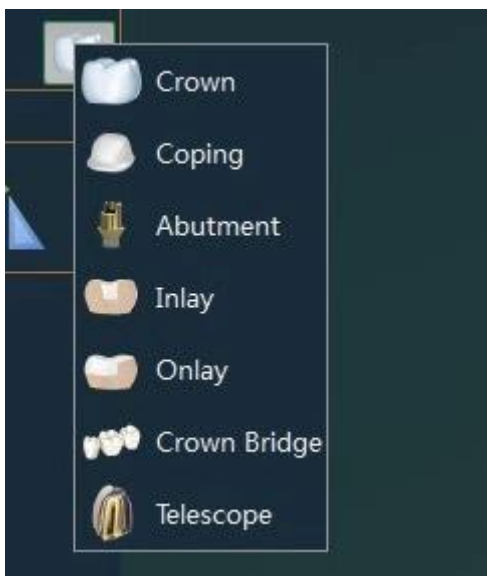 Crown
Coping
Abutment
Inlay
Onlay
Crown Bridge
Telescope